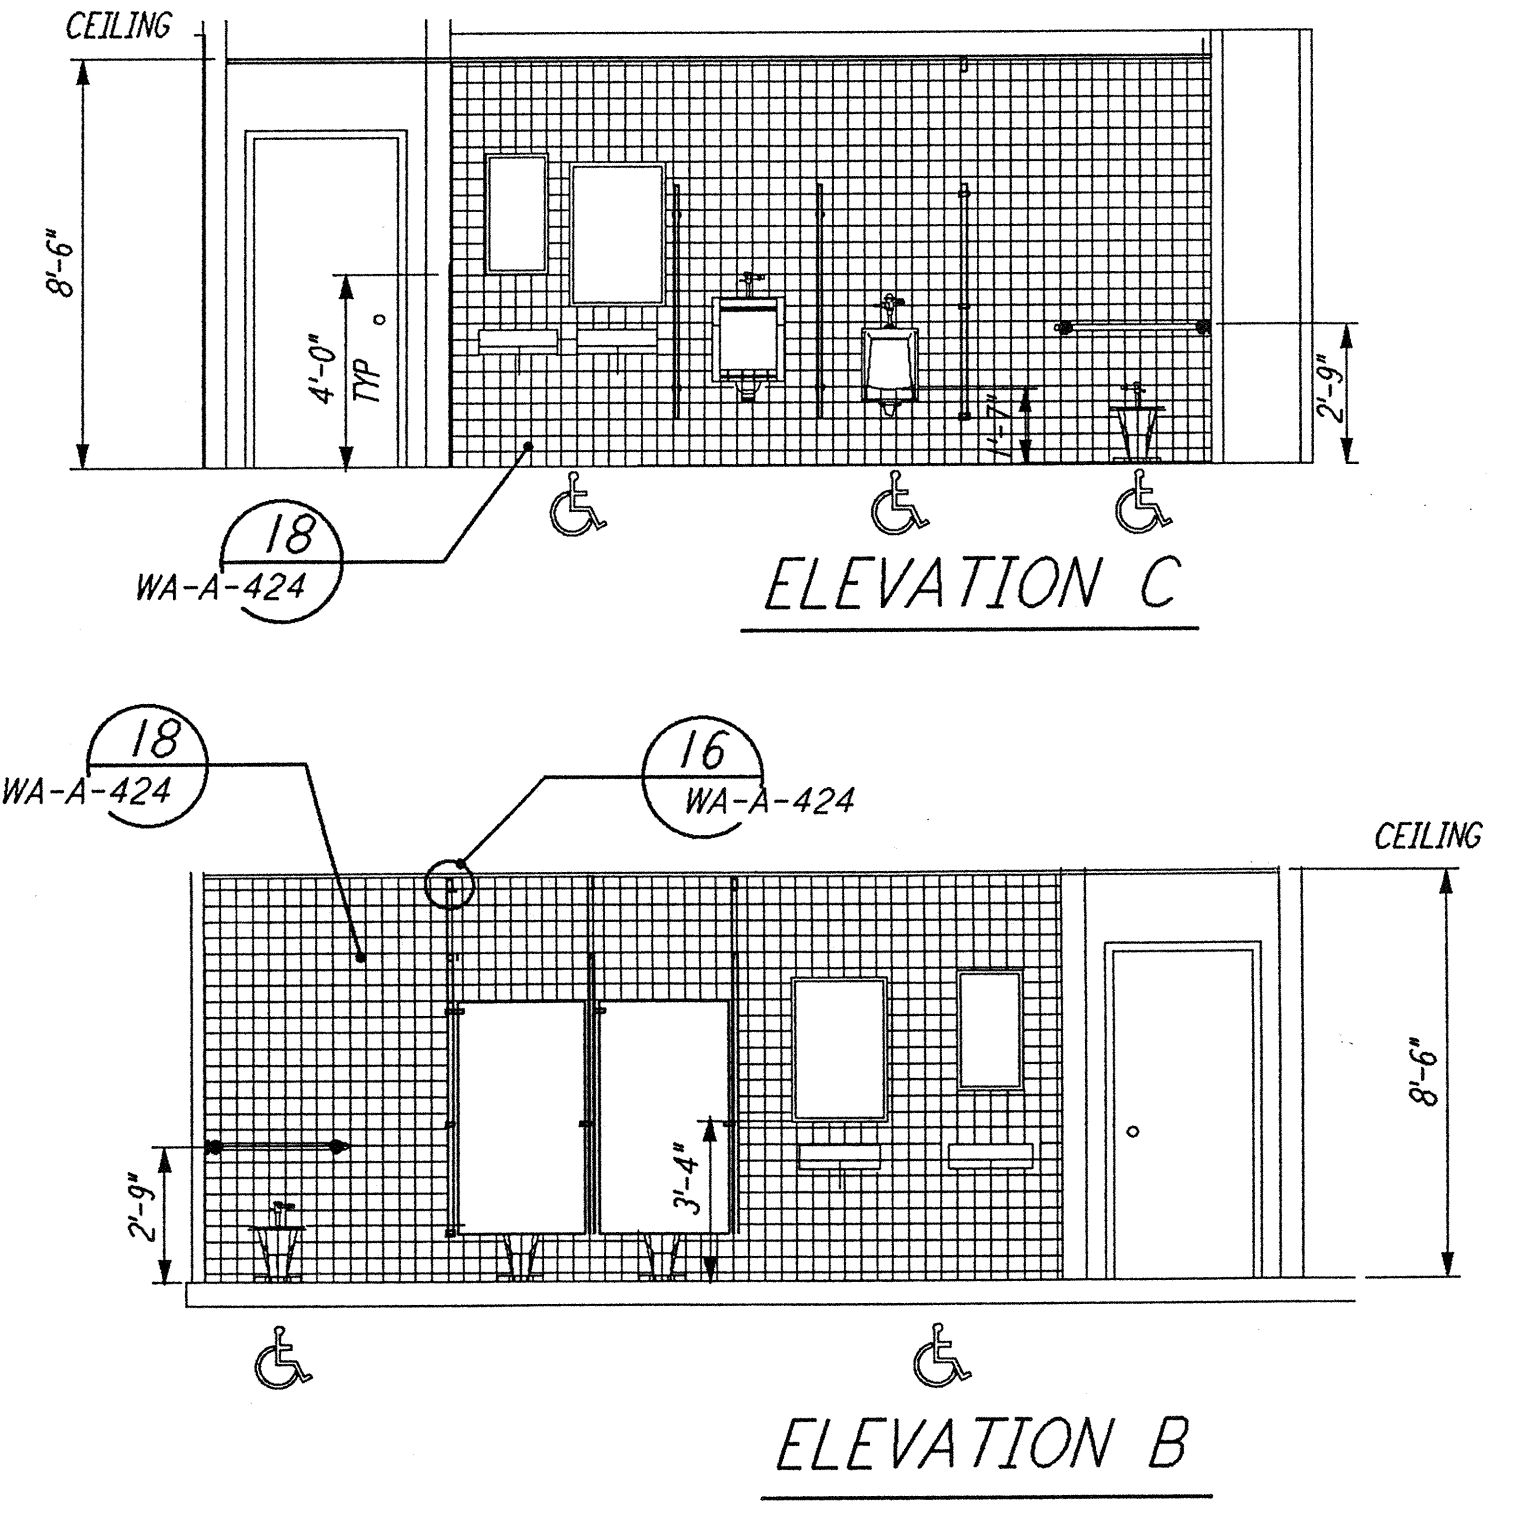 CEILING
8'-6"
4'-0"
TYP
1'-7"
2'-9"
18
WA-A-424
ELEVATION C
18
WA-A-424
16
WA-A-424
CEILING
8'-6"
2'-9"
3'-4"
ELEVATION B